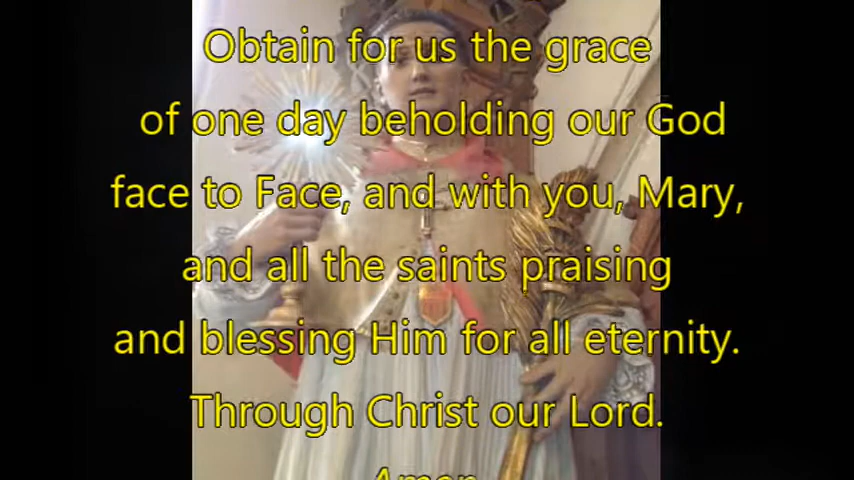 Obtain for us the grace
of one day beholding our God
face to Face, and with you, Mary,
and all the saints praising
and blessing Him for all eternity.
Through Christ our Lord.
Amen